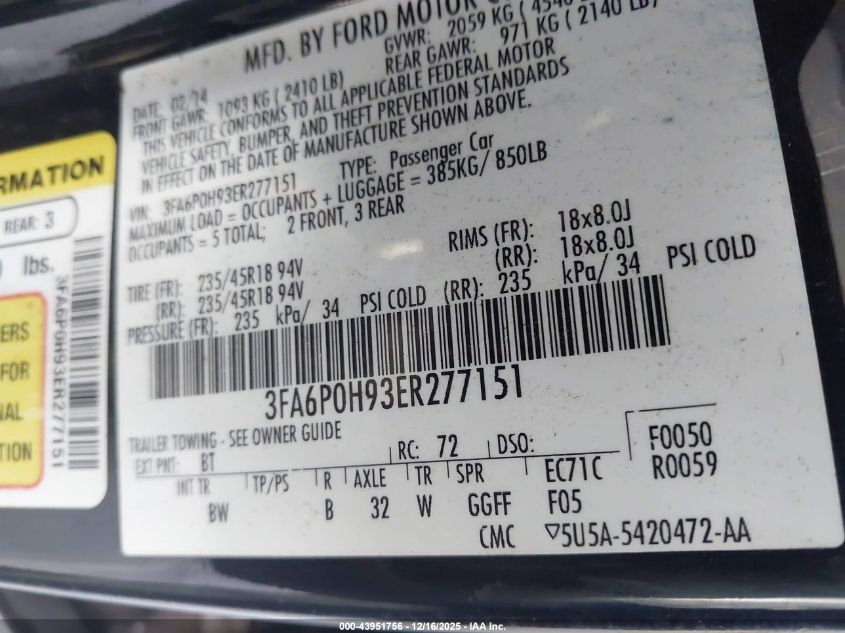 MFD. BY FORD MOTOR
GVWR: 2059 KG ( 4540
DATE: 02/14
REAR GAWR: 971 KG ( 2140 LB)
FRONT GAWR: 1093 KG ( 2410 LB)
THIS VEHICLE CONFORMS TO ALL APPLICABLE FEDERAL MOTOR
VEHICLE SAFETY, BUMPER, AND THEFT PREVENTION STANDARDS
IN EFFECT ON THE DATE OF MANUFACTURE SHOWN ABOVE.
VIN: 3FA6P0H93ER277151 TYPE: Passenger Car
MAXIMUM LOAD = OCCUPANTS + LUGGAGE = 385KG/ 850LB
OCCUPANTS = 5 TOTAL; 2 FRONT, 3 REAR
TIRE (FR): 235/45R18 94V RIMS (FR): 18x8.0J
(RR): 235/45R18 94V (RR): 18x8.0J
PRESSURE (FR): 235 kPa/ 34 PSI COLD (RR): 235 kPa/ 34 PSI COLD
3FA6P0H93ER277151
TRAILER TOWING - SEE OWNER GUIDE
EXT PNT: BT RC: 72 DSO: F0050
INT TR TP/PS R AXLE TR SPR EC71C R0059
BW B 32 W GGFF F05
CMC ▽5U5A-5420472-AA
RMATION
REAR: 3
lbs.
3FA6P0H93ER277151
ERS
FOR
NAL
TION
000-43951756 - 12/16/2025 - IAA Inc.